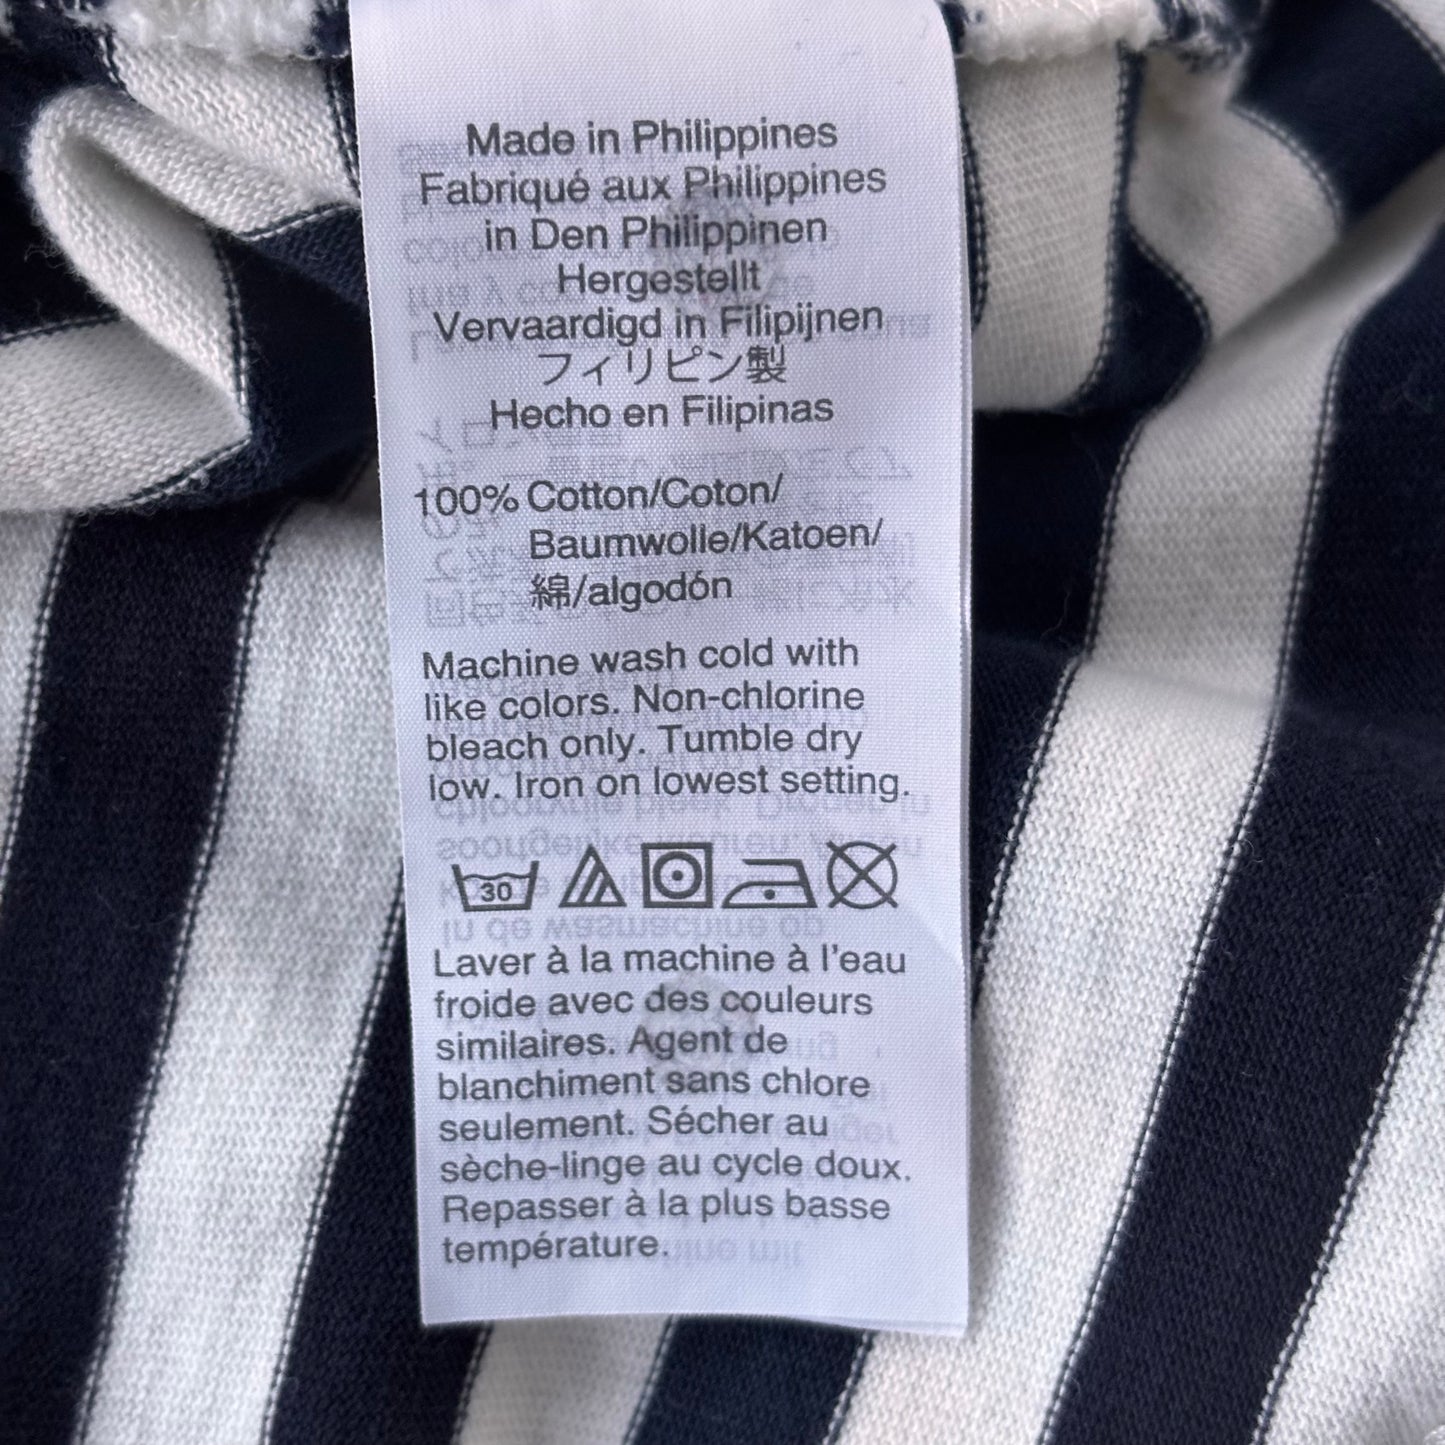 Made in Philippines
Fabriqué aux Philippines
in Den Philippinen
Hergestellt
Vervaardigd in Filipijnen
フィリピン製
Hecho en Filipinas
100% Cotton/Coton/
Baumwolle/Katoen/
綿/algodón
Machine wash cold with
like colors. Non-chlorine
bleach only. Tumble dry
low. Iron on lowest setting.
30
Laver à la machine à l'eau
froide avec des couleurs
similaires. Agent de
blanchiment sans chlore
seulement. Sécher au
sèche-linge au cycle doux.
Repasser à la plus basse
température.